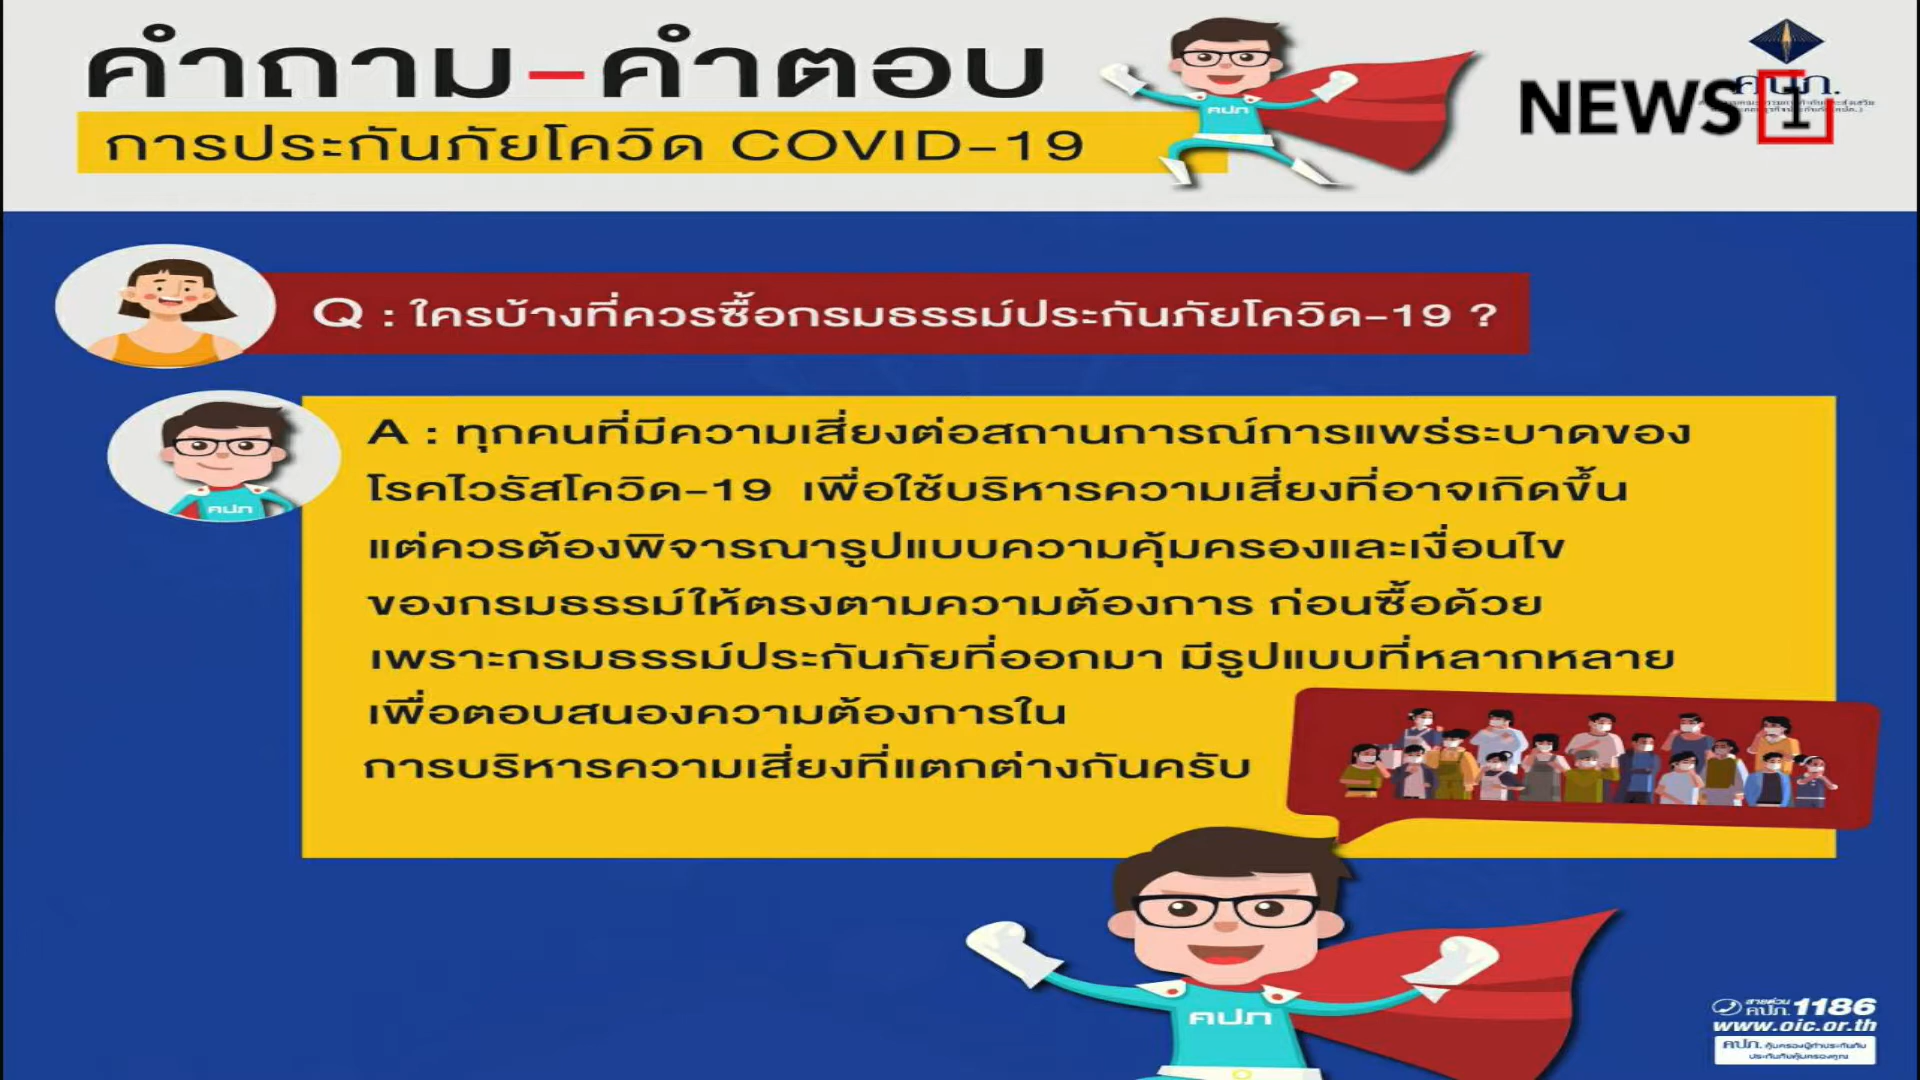 คำถาม-คำตอบ
การประกันภัยโควิด COVID-19
คปภ
NEWS1
คปภ.
Q : ใครบ้างที่ควรซื้อกรมธรรม์ประกันภัยโควิด-19 ?
A : ทุกคนที่มีความเสี่ยงต่อสถานการณ์การแพร่ระบาดของ
โรคไวรัสโควิด-19 เพื่อใช้บริหารความเสี่ยงที่อาจเกิดขึ้น
แต่ควรต้องพิจารณารูปแบบความคุ้มครองและเงื่อนไข
ของกรมธรรม์ให้ตรงตามความต้องการ ก่อนซื้อด้วย
เพราะกรมธรรม์ประกันภัยที่ออกมา มีรูปแบบที่หลากหลาย
เพื่อตอบสนองความต้องการใน
การบริหารความเสี่ยงที่แตกต่างกันครับ
คปภ
คปภ
สายด่วน คปภ. 1186
www.oic.or.th
คปภ.